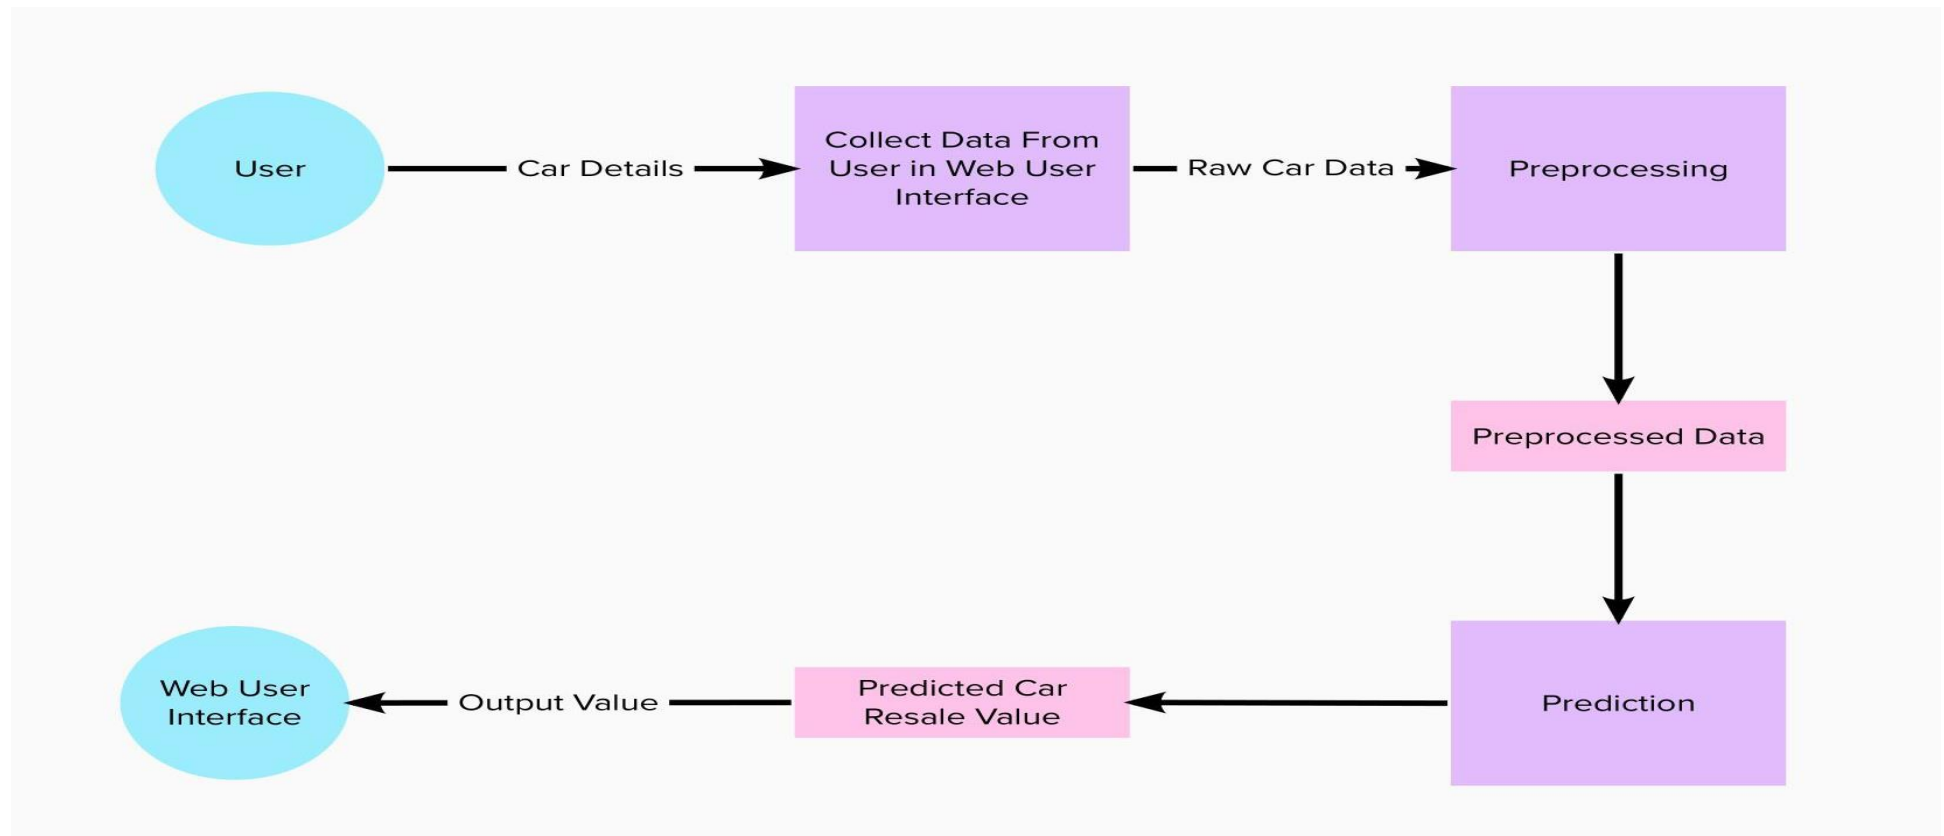 User
Car Details
Collect Data From
User in Web User
Interface
Raw Car Data
Preprocessing
Preprocessed Data
Prediction
Predicted Car
Resale Value
Output Value
Web User
Interface